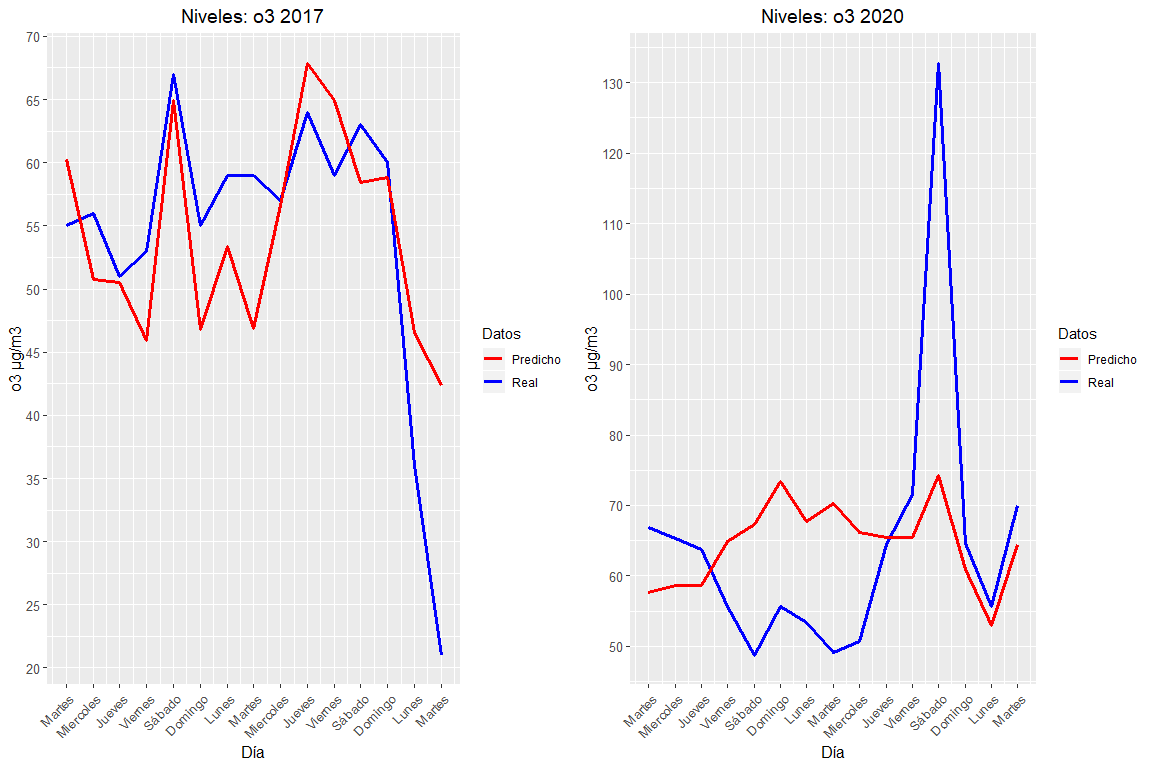 Niveles: o3 2017
70
65
60
55
50
45
40
35
30
25
20
o3 µg/m3
Martes
Miercoles
Jueves
Viernes
Sábado
Domingo
Lunes
Martes
Miercoles
Jueves
Viernes
Sábado
Domingo
Lunes
Martes
Día
Datos
Predicho
Real
Niveles: o3 2020
130
120
110
100
90
80
70
60
50
o3 µg/m3
Martes
Miercoles
Jueves
Viernes
Sábado
Domingo
Lunes
Martes
Miercoles
Jueves
Viernes
Sábado
Domingo
Lunes
Martes
Día
Datos
Predicho
Real